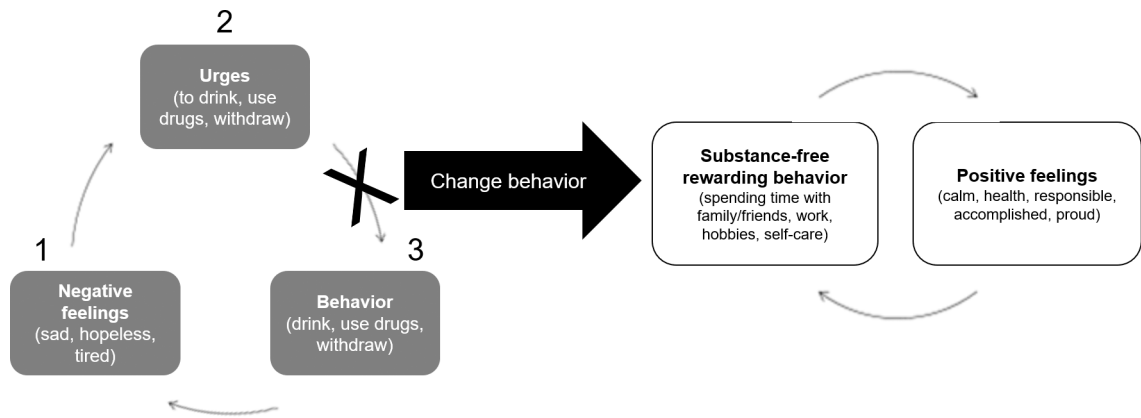 2
Urges
(to drink, use
drugs, withdraw)
1
Negative
feelings
(sad, hopeless,
tired)
3
Behavior
(drink, use drugs,
withdraw)
Change behavior
Substance-free
rewarding behavior
(spending time with
family/friends, work,
hobbies, self-care)
Positive feelings
(calm, health, responsible,
accomplished, proud)